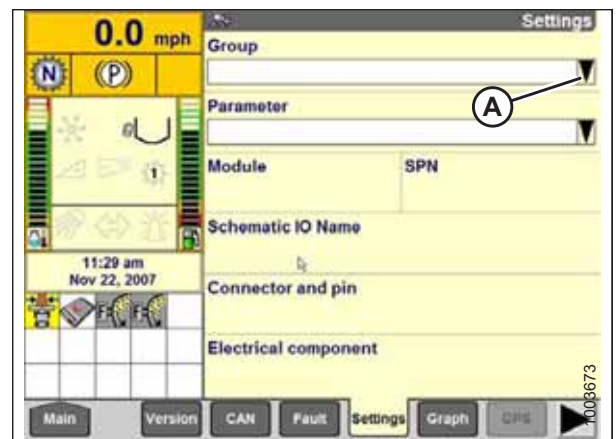 0.0 mph
Settings
Group
N
(P)
A
Parameter
1
Module
SPN
Schematic IO Name
11:29 am
Nov 22, 2007
Connector and pin
Electrical component
1003673
Main
Version
CAN
Fault
Settings
Graph
GPS